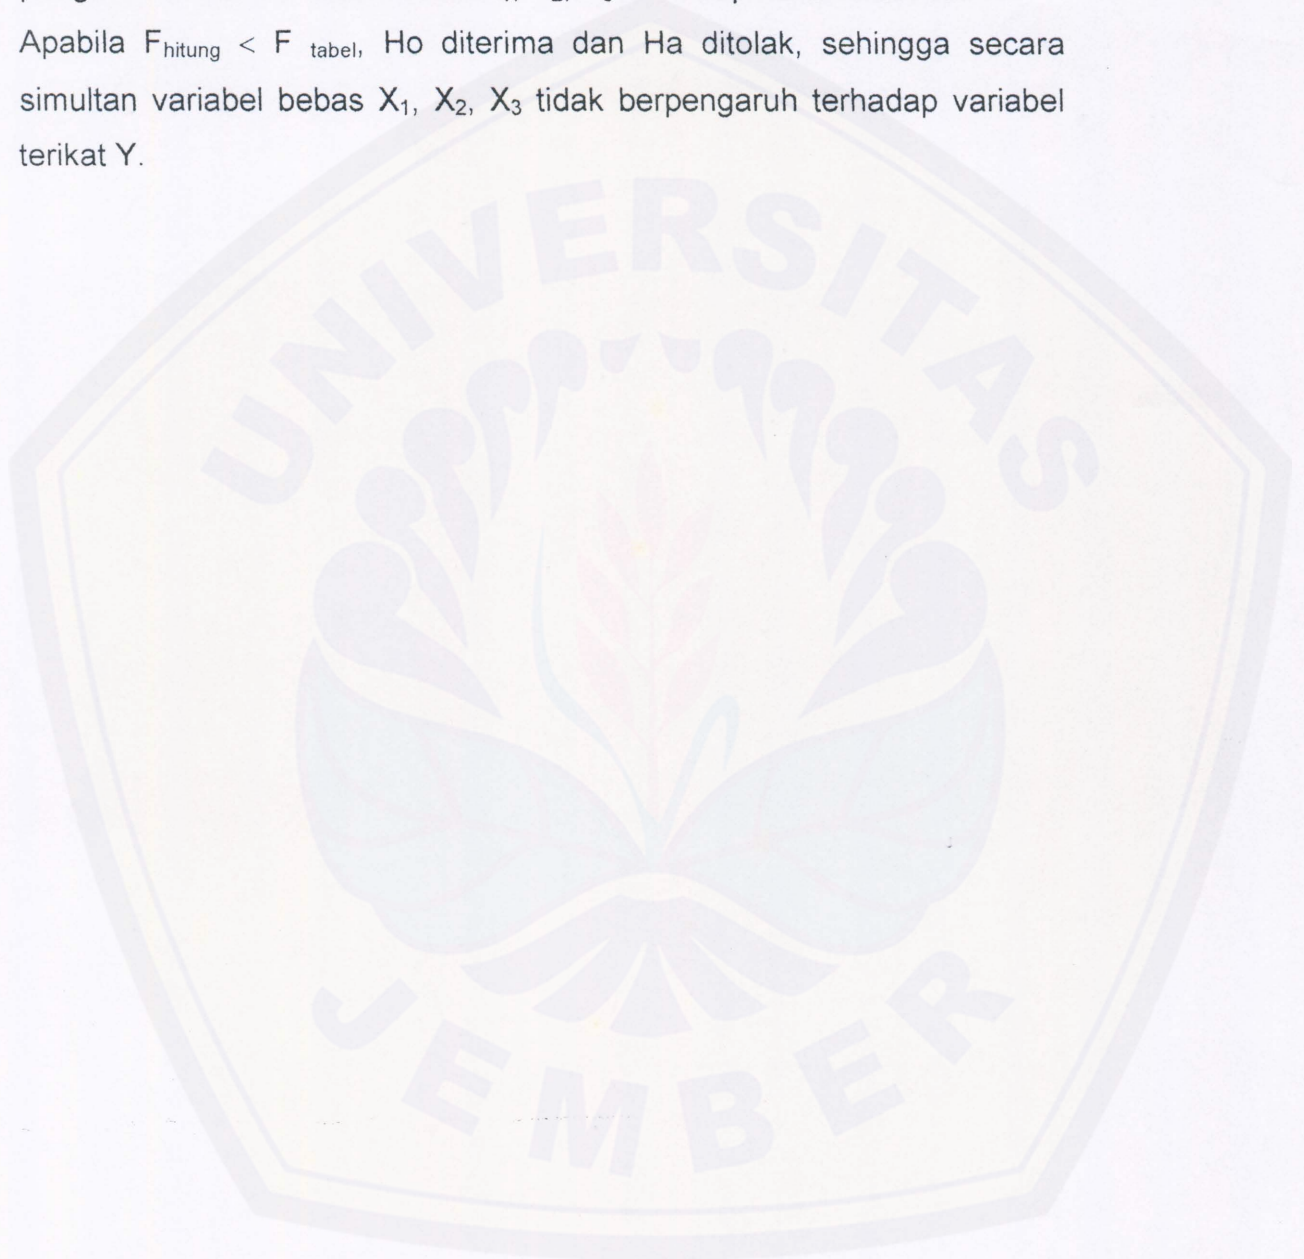 Apabila Fhitung < F tabel, Ho diterima dan Ha ditolak, sehingga secara
simultan variabel bebas X1, X2, X3 tidak berpengaruh terhadap variabel
terikat Y.
UNIVERSITAS
JEMBER